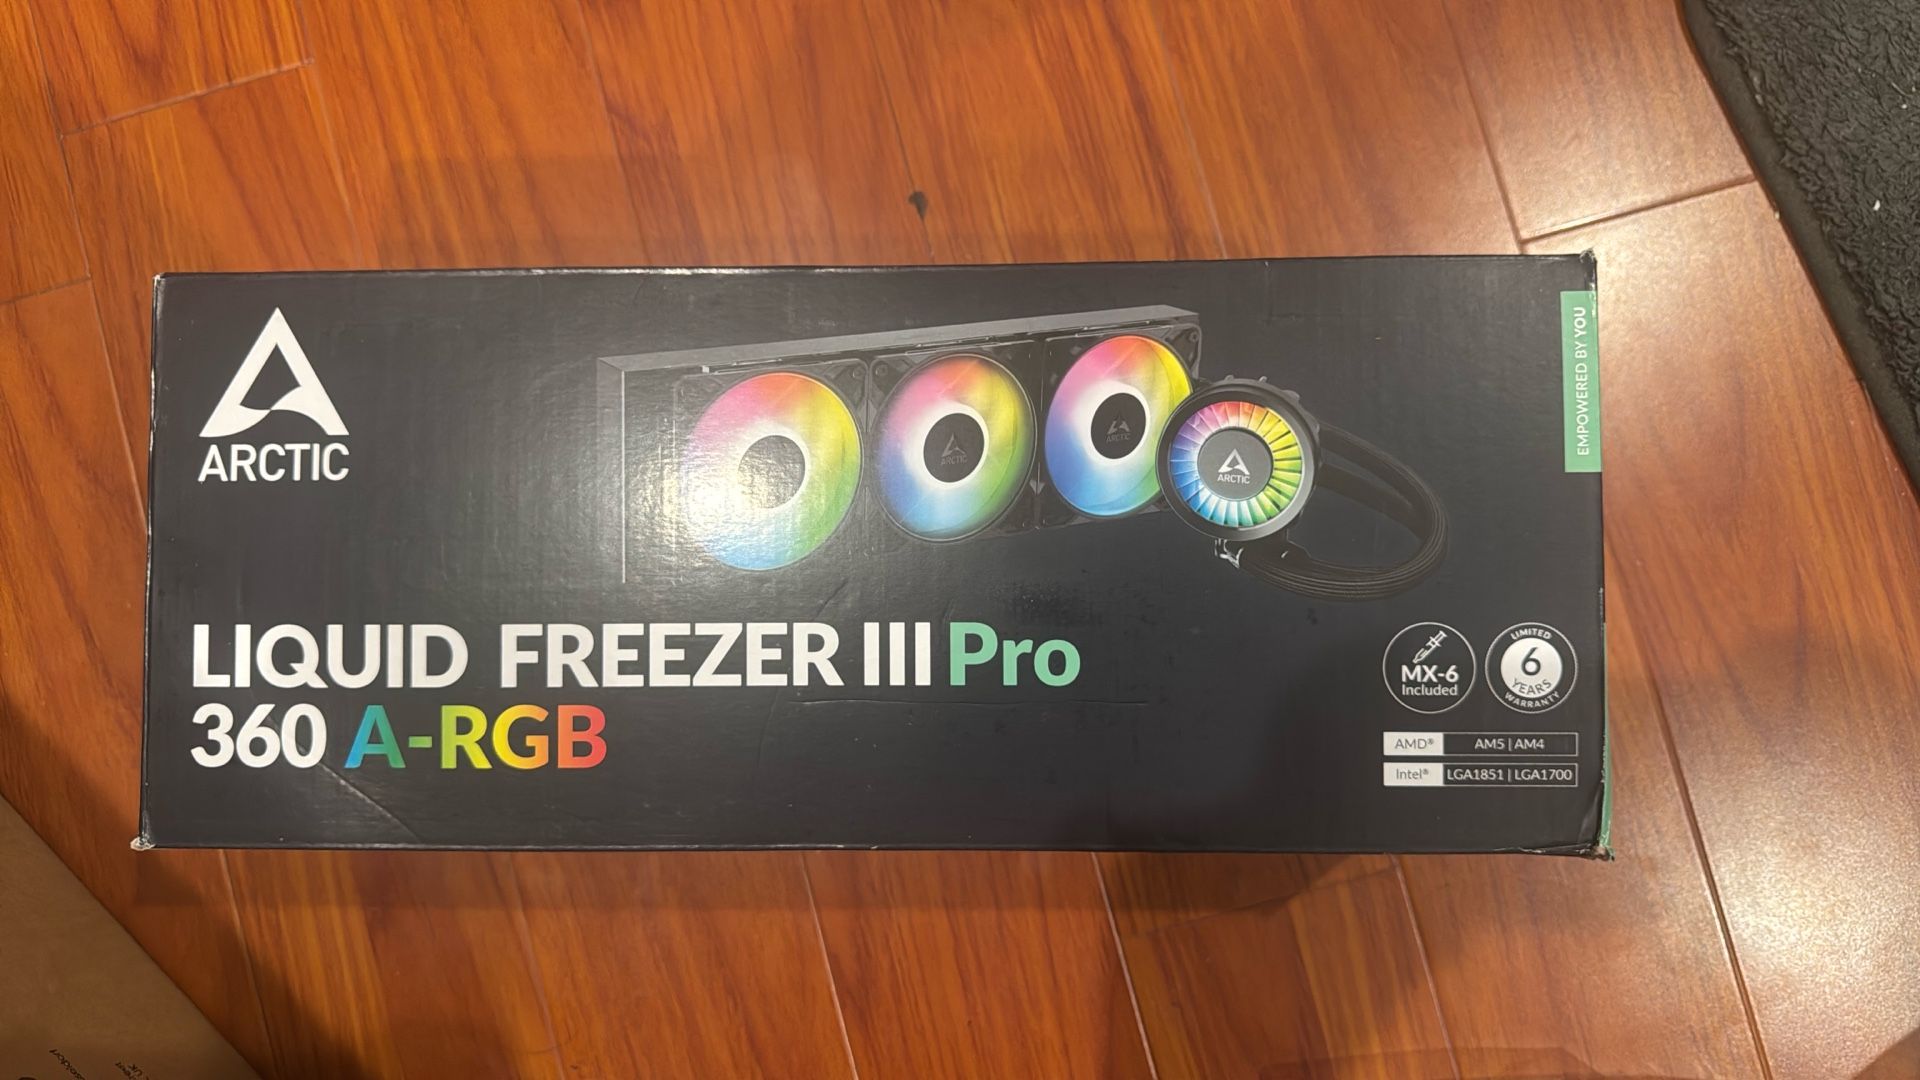 ARCTIC
ARCTIC
ARCTIC
ARCTIC
EMPOWERED BY YOU
LIQUID FREEZER III Pro
360 A-RGB
MX-6
Included
LIMITED
6
YEARS
WARRANTY
AMD® AM5 | AM4
Intel® LGA1851 | LGA1700